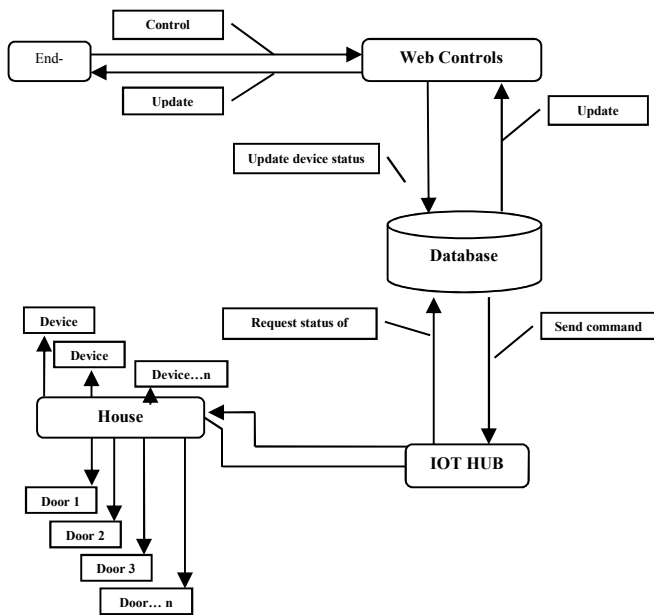 Control
End-
Web Controls
Update
Update
Update device status
Database
Device
Request status of
Send command
Device
Device…n
House
IOT HUB
Door 1
Door 2
Door 3
Door… n